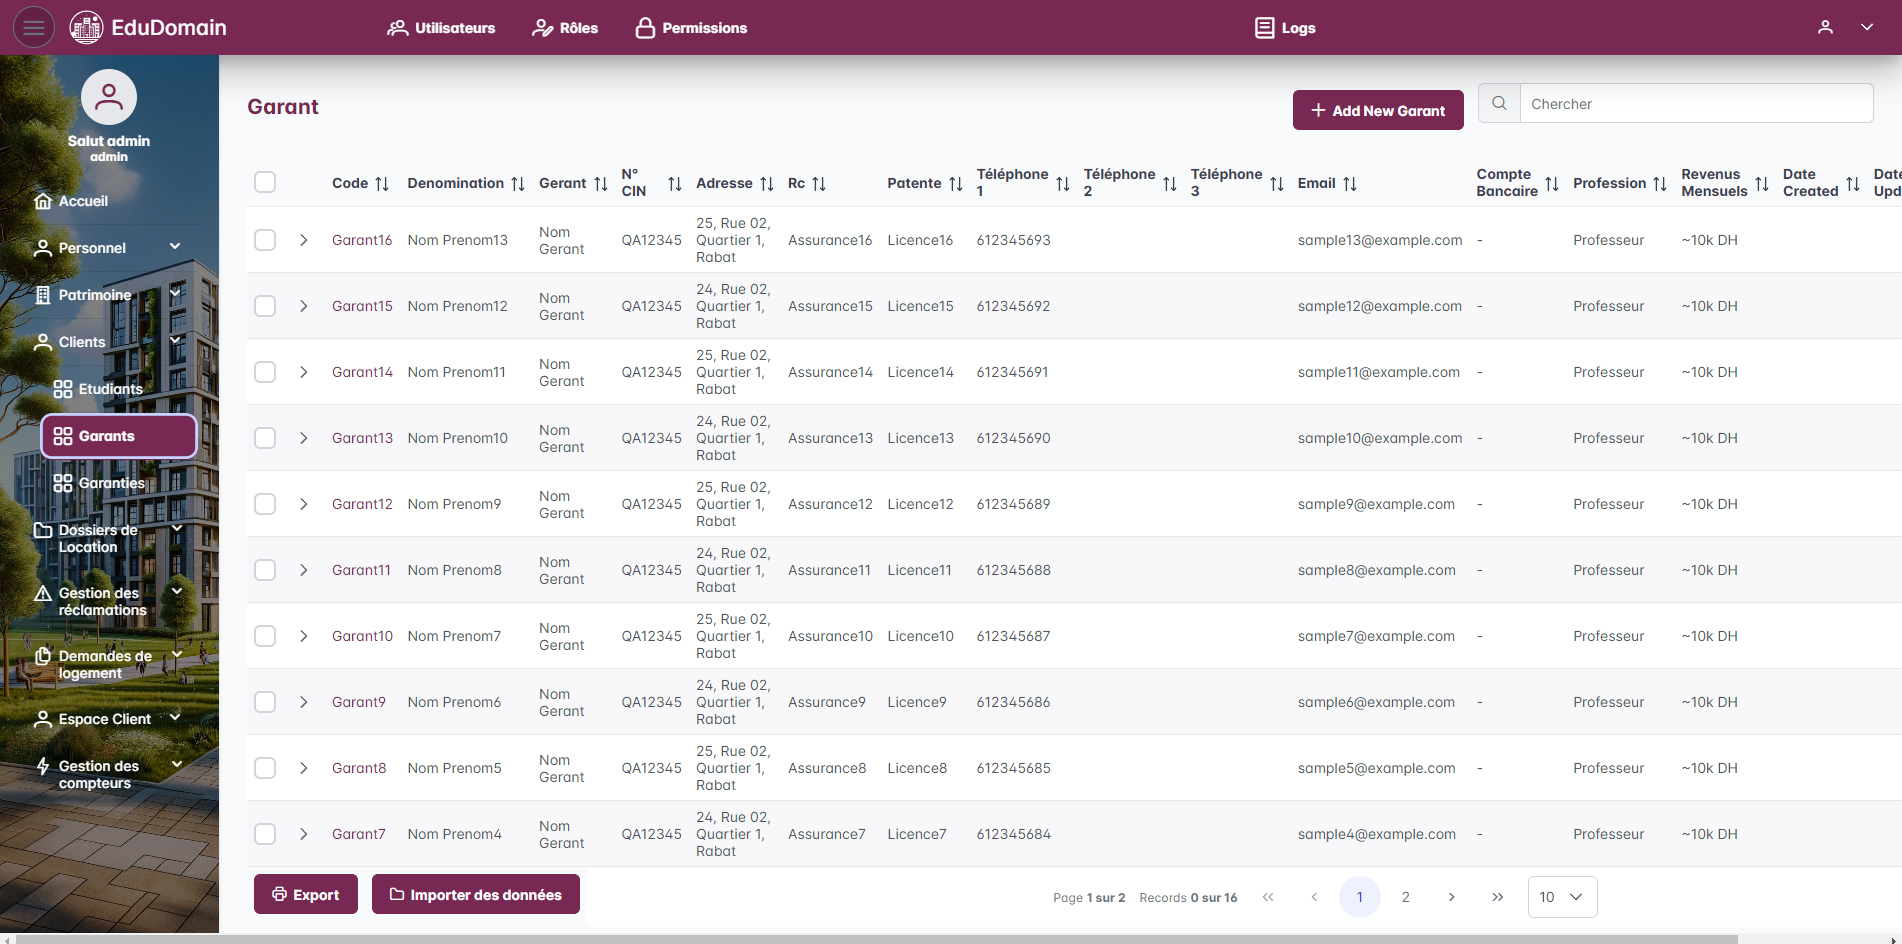 EduDomain
Utilisateurs
Rôles
Permissions
Logs
Salut admin
admin
Accueil
Personnel
Patrimoine
Clients
Etudiants
Garants
Garanties
Dossiers de
Location
Gestion des
réclamations
Demandes de
logement
Espace Client
Gestion des
compteurs
Garant
Add New Garant
Chercher
Code Denomination Gerant N° CIN Adresse Rc Patente Téléphone 1 Téléphone 2 Téléphone 3 Email Compte Bancaire Profession Revenus Mensuels Date Created Date Upd
Garant16 Nom Prenom13 Nom Gerant QA12345 25, Rue 02, Quartier 1, Rabat Assurance16 Licence16 612345693 sample13@example.com - Professeur ~10k DH
Garant15 Nom Prenom12 Nom Gerant QA12345 24, Rue 02, Quartier 1, Rabat Assurance15 Licence15 612345692 sample12@example.com - Professeur ~10k DH
Garant14 Nom Prenom11 Nom Gerant QA12345 25, Rue 02, Quartier 1, Rabat Assurance14 Licence14 612345691 sample11@example.com - Professeur ~10k DH
Garant13 Nom Prenom10 Nom Gerant QA12345 24, Rue 02, Quartier 1, Rabat Assurance13 Licence13 612345690 sample10@example.com - Professeur ~10k DH
Garant12 Nom Prenom9 Nom Gerant QA12345 25, Rue 02, Quartier 1, Rabat Assurance12 Licence12 612345689 sample9@example.com - Professeur ~10k DH
Garant11 Nom Prenom8 Nom Gerant QA12345 24, Rue 02, Quartier 1, Rabat Assurance11 Licence11 612345688 sample8@example.com - Professeur ~10k DH
Garant10 Nom Prenom7 Nom Gerant QA12345 25, Rue 02, Quartier 1, Rabat Assurance10 Licence10 612345687 sample7@example.com - Professeur ~10k DH
Garant9 Nom Prenom6 Nom Gerant QA12345 24, Rue 02, Quartier 1, Rabat Assurance9 Licence9 612345686 sample6@example.com - Professeur ~10k DH
Garant8 Nom Prenom5 Nom Gerant QA12345 25, Rue 02, Quartier 1, Rabat Assurance8 Licence8 612345685 sample5@example.com - Professeur ~10k DH
Garant7 Nom Prenom4 Nom Gerant QA12345 24, Rue 02, Quartier 1, Rabat Assurance7 Licence7 612345684 sample4@example.com - Professeur ~10k DH
Export
Importer des données
Page 1 sur 2 Records 0 sur 16 1 2 10